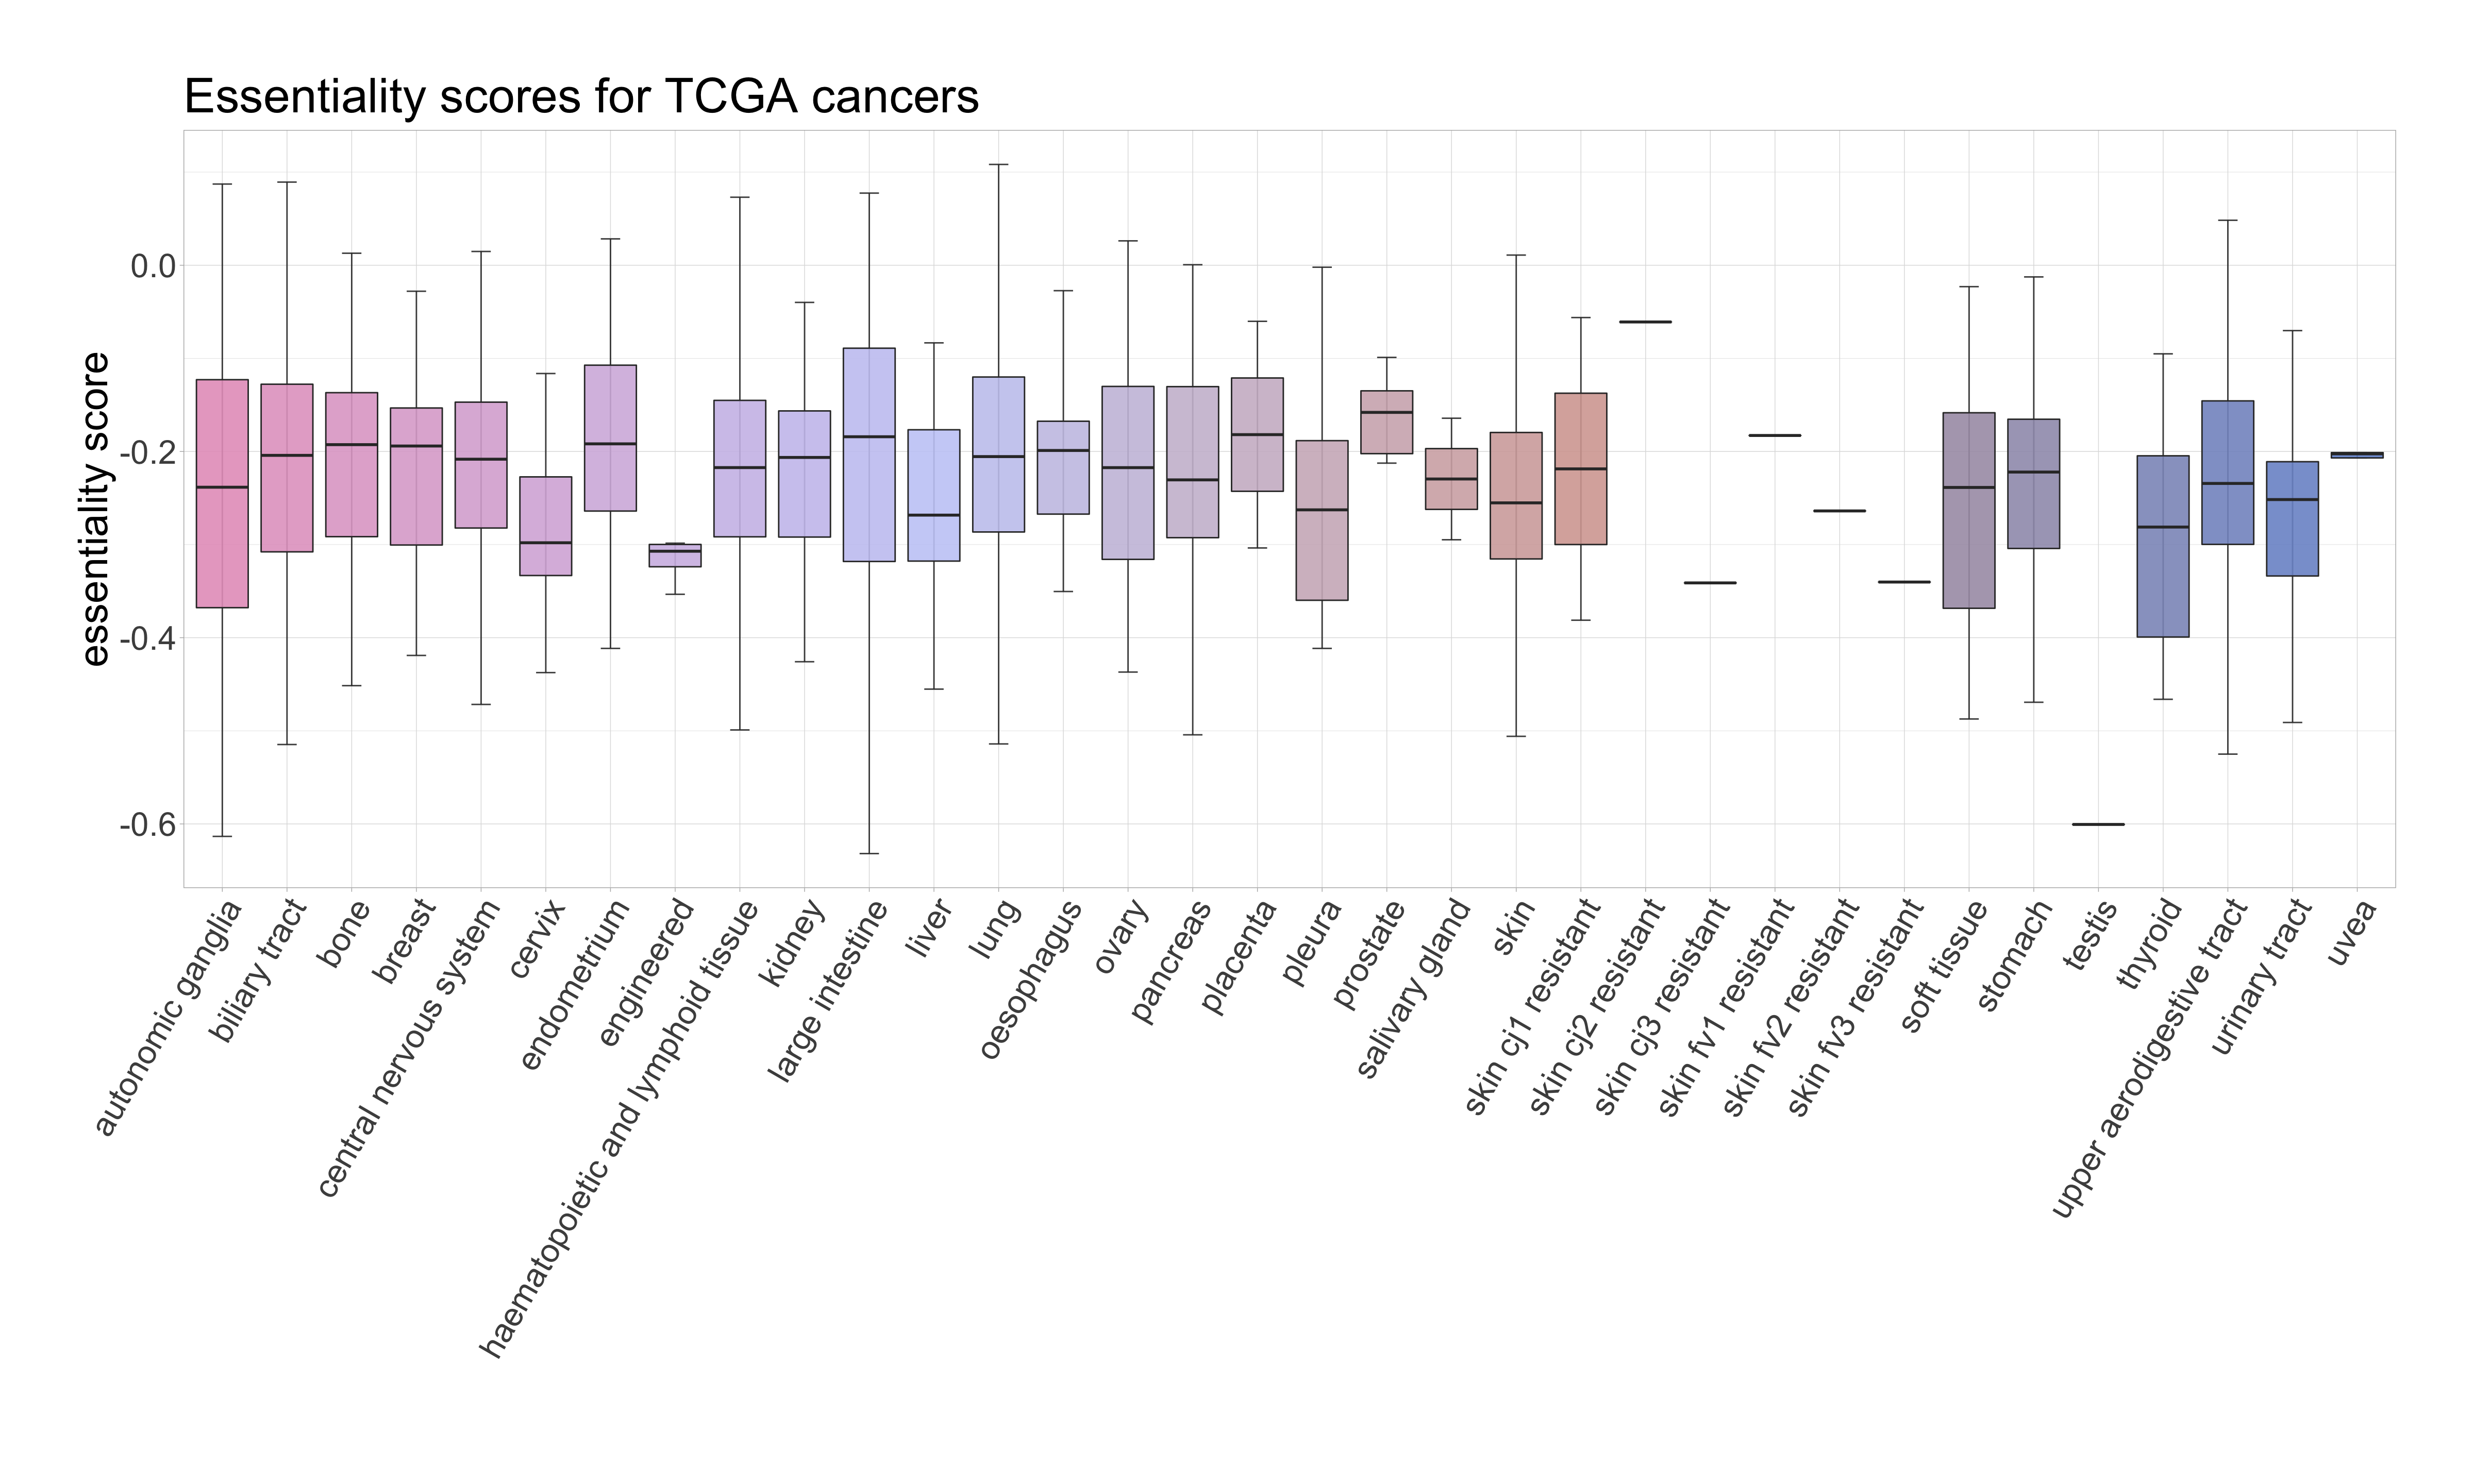 Essentiality scores for TCGA cancers
essentiality score
0.0
-0.2
-0.4
-0.6
autonomic ganglia
biliary tract
bone
breast
central nervous system
cervix
endometrium
engineered
haematopoietic and lymphoid tissue
kidney
large intestine
liver
lung
oesophagus
ovary
pancreas
placenta
pleura
prostate
salivary gland
skin
skin cj1 resistant
skin cj2 resistant
skin cj3 resistant
skin fv1 resistant
skin fv2 resistant
skin fv3 resistant
soft tissue
stomach
testis
thyroid
upper aerodigestive tract
urinary tract
uvea